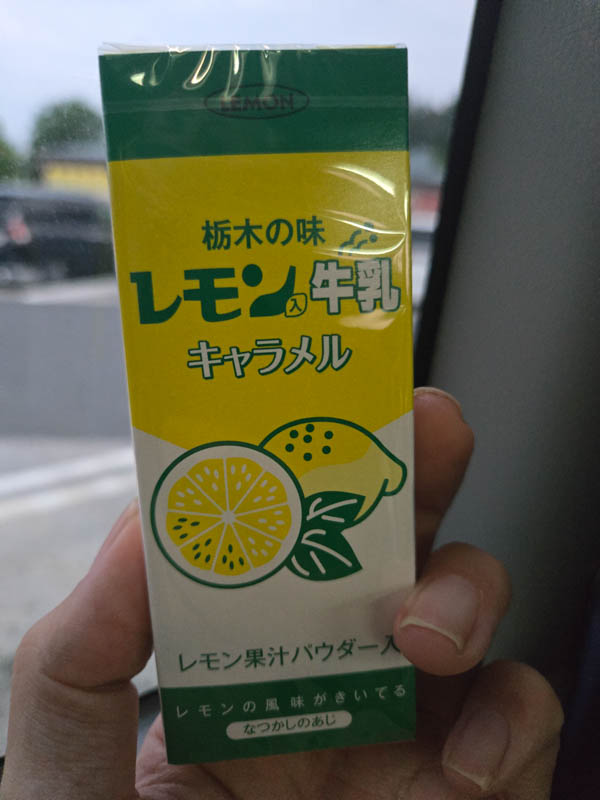 LEMON
栃木の味
レモン入牛乳
キャラメル
レモン果汁パウダー入
レモンの風味がきいてる
なつかしのあじ